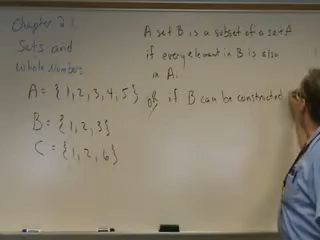 Chapter 2.1
Sets and
Whole Numbers
A set B is a subset of a set A
if every element in B is also
in A.
A = {1, 2, 3, 4, 5}
OR if B can be constructed
B = {1, 2, 3}
C = {1, 2, 6}